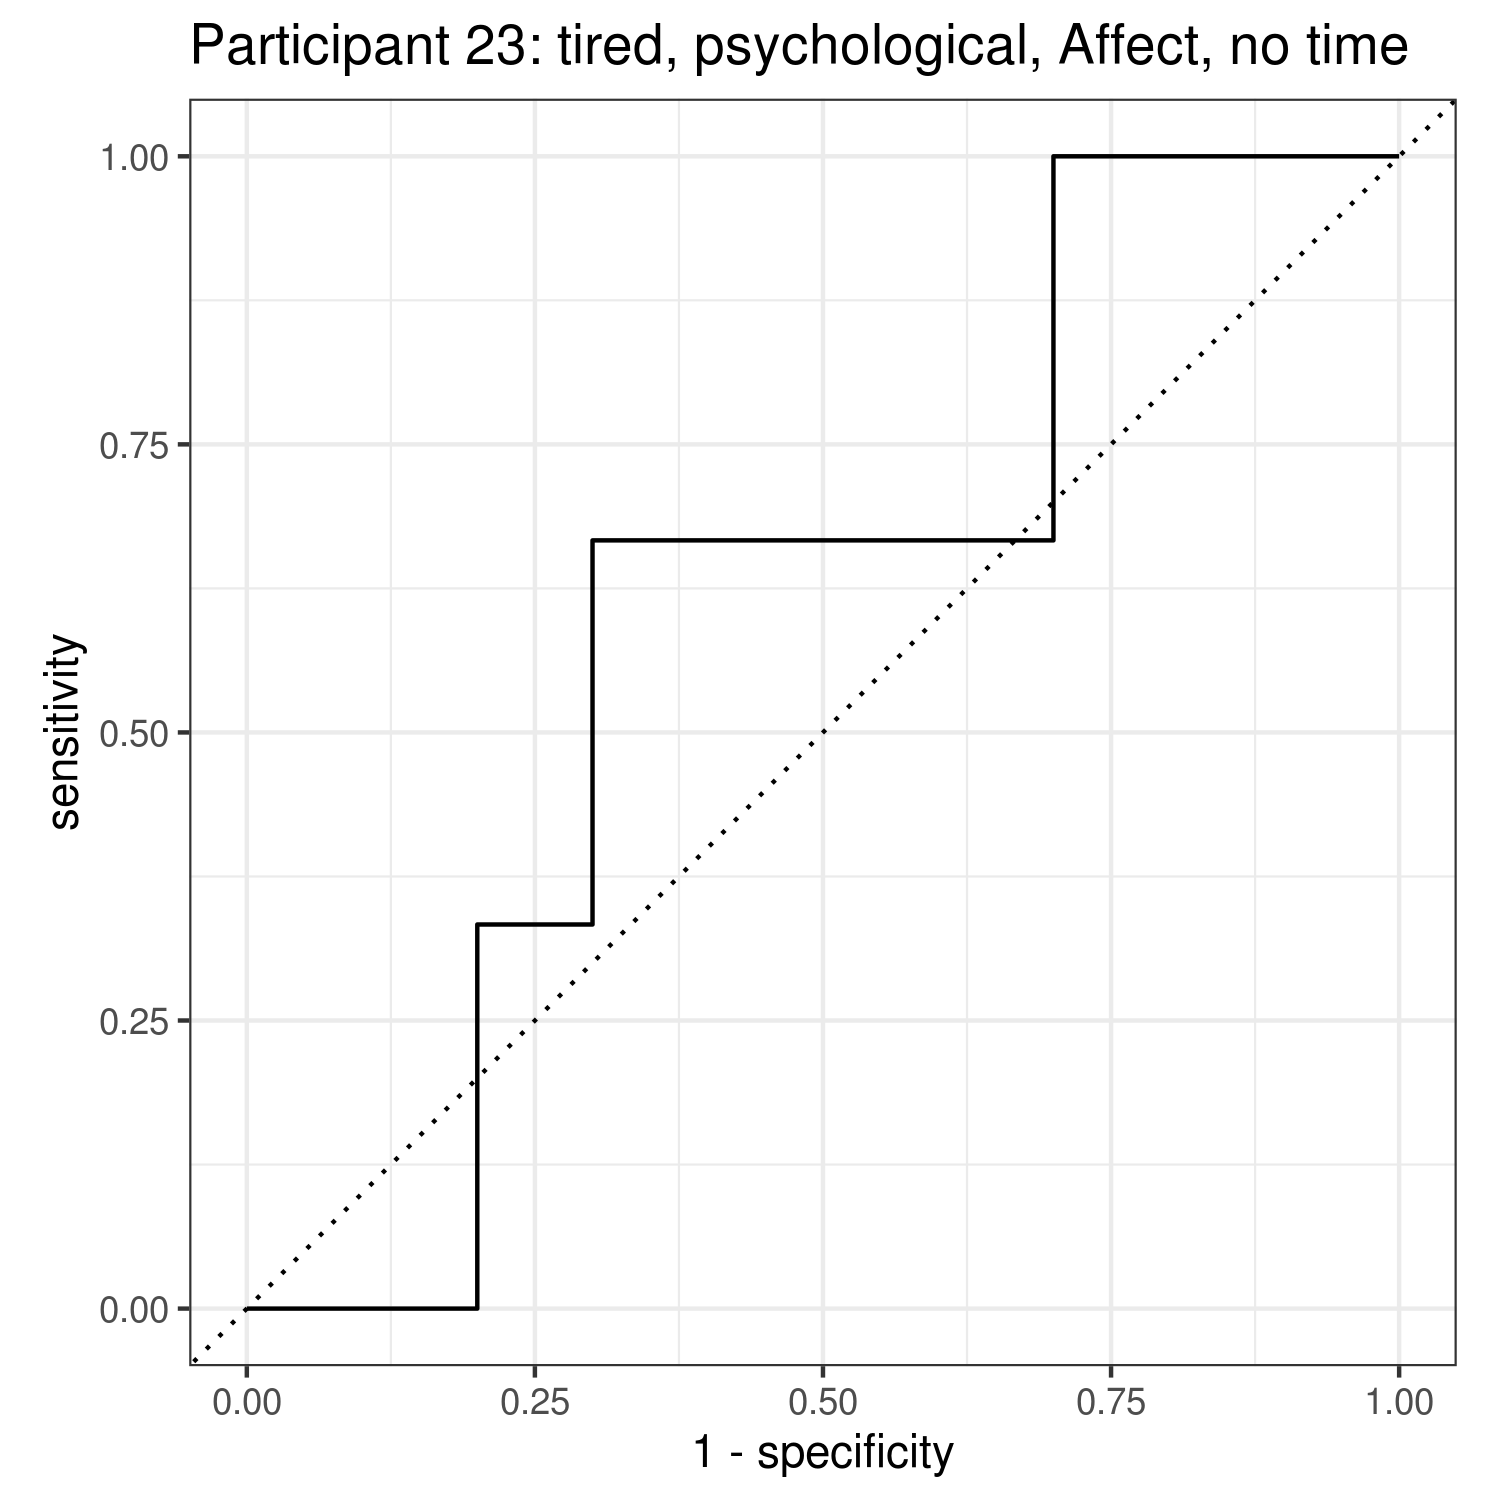 Participant 23: tired, psychological, Affect, no time
1.00
0.75
0.50
0.25
0.00
sensitivity
0.00 0.25 0.50 0.75 1.00
1 - specificity